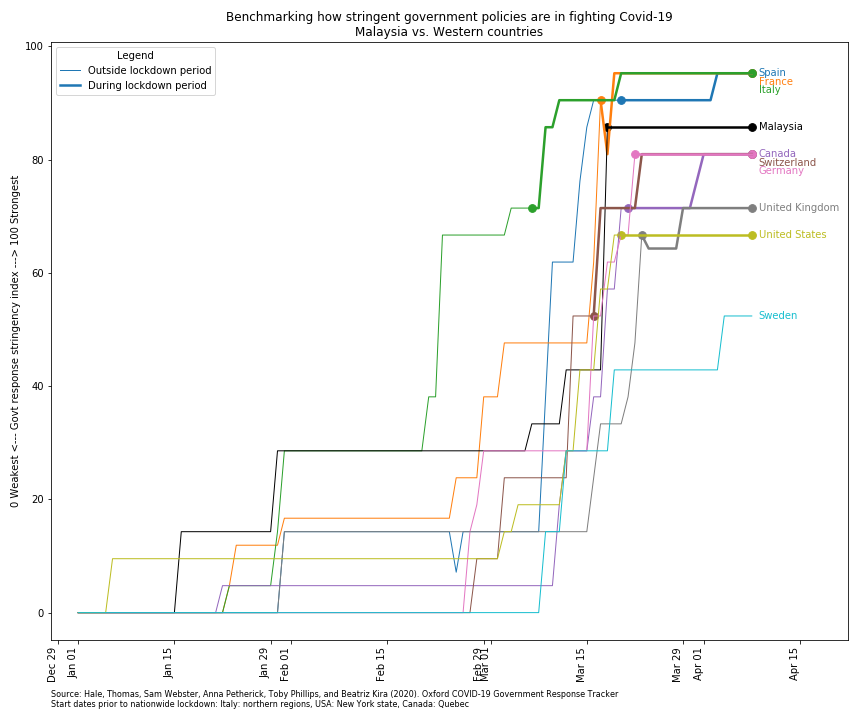 Benchmarking how stringent government policies are in fighting Covid-19
Malaysia vs. Western countries
Legend
Outside lockdown period
During lockdown period
0 Weakest <--- Govt response stringency index ---> 100 Strongest
100
80
60
40
20
0
Spain
France
Italy
Malaysia
Canada
Switzerland
Germany
United Kingdom
United States
Sweden
Dec 29
Jan 01
Jan 15
Jan 29
Feb 01
Feb 15
Feb 29
Mar 01
Mar 15
Mar 29
Apr 01
Apr 15
Source: Hale, Thomas, Sam Webster, Anna Petherick, Toby Phillips, and Beatriz Kira (2020). Oxford COVID-19 Government Response Tracker
Start dates prior to nationwide lockdown: Italy: northern regions, USA: New York state, Canada: Quebec